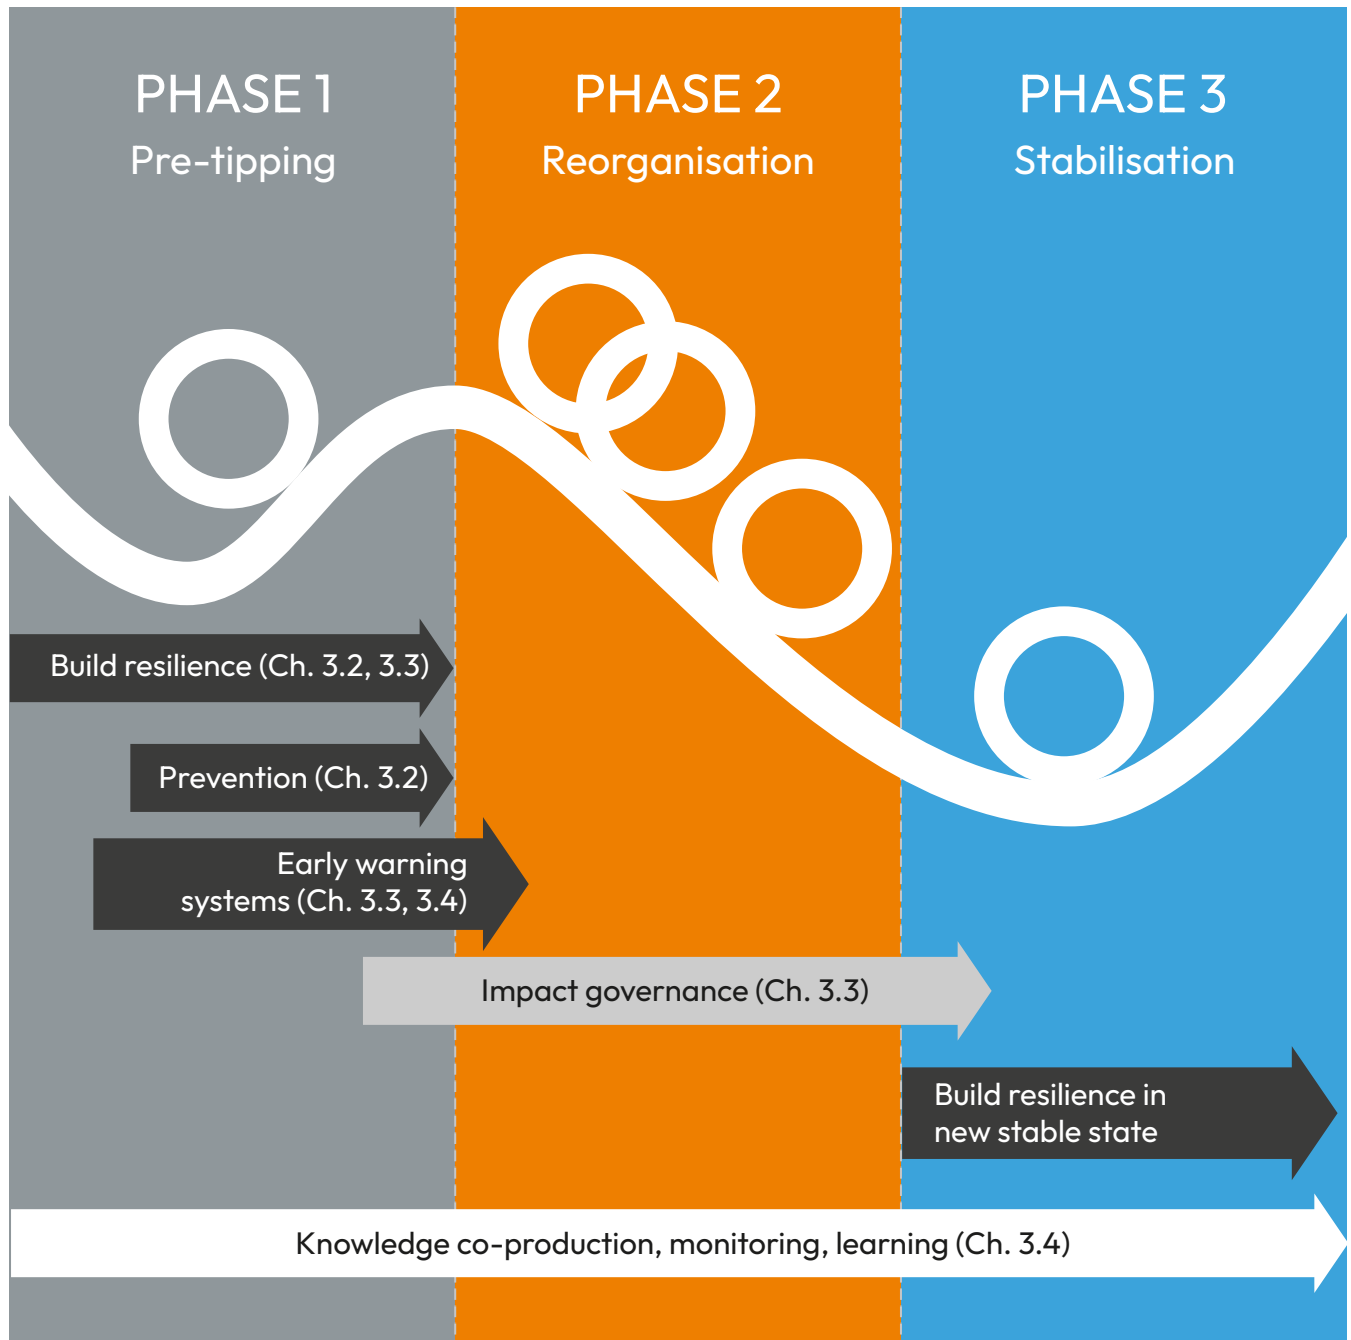 PHASE 1
Pre-tipping
PHASE 2
Reorganisation
PHASE 3
Stabilisation
Build resilience (Ch. 3.2, 3.3)
Prevention (Ch. 3.2)
Early warning
systems (Ch. 3.3, 3.4)
Impact governance (Ch. 3.3)
Build resilience in
new stable state
Knowledge co-production, monitoring, learning (Ch. 3.4)